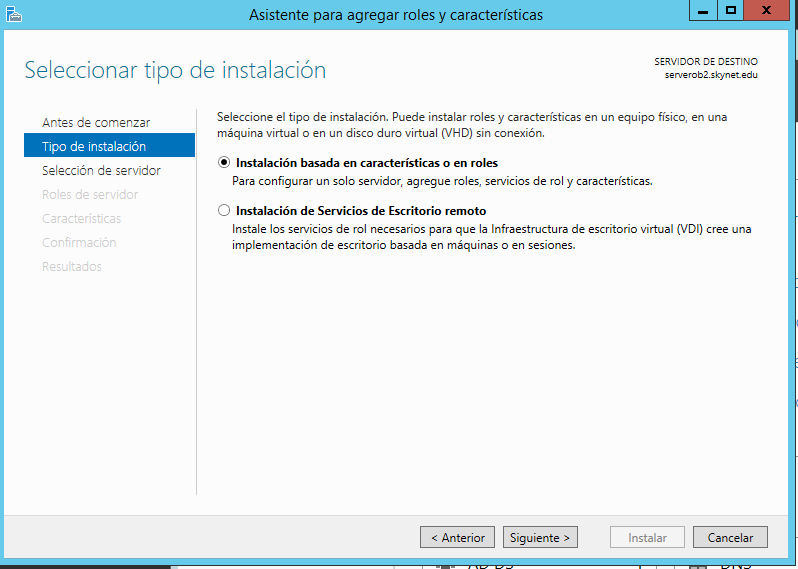 Asistente para agregar roles y características
Seleccionar tipo de instalación
SERVIDOR DE DESTINO
serverob2.skynet.edu
Antes de comenzar
Tipo de instalación
Selección de servidor
Roles de servidor
Características
Confirmación
Resultados
Seleccione el tipo de instalación. Puede instalar roles y características en un equipo físico, en una
máquina virtual o en un disco duro virtual (VHD) sin conexión.
Instalación basada en características o en roles
Para configurar un solo servidor, agregue roles, servicios de rol y características.
Instalación de Servicios de Escritorio remoto
Instale los servicios de rol necesarios para que la Infraestructura de escritorio virtual (VDI) cree una
implementación de escritorio basada en máquinas o en sesiones.
< Anterior
Siguiente >
Instalar
Cancelar
AD DS
DNS